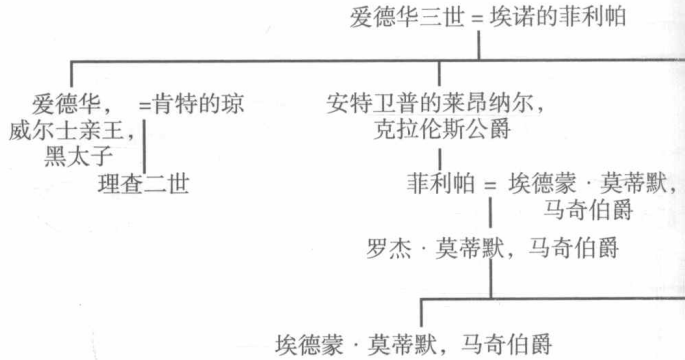 爱德华三世 = 埃诺的菲利帕
爱德华， =肯特的琼
威尔士亲王，
黑太子
理查二世
安特卫普的莱昂纳尔，
克拉伦斯公爵
菲利帕 = 埃德蒙·莫蒂默，
马奇伯爵
罗杰·莫蒂默，马奇伯爵
埃德蒙·莫蒂默，马奇伯爵